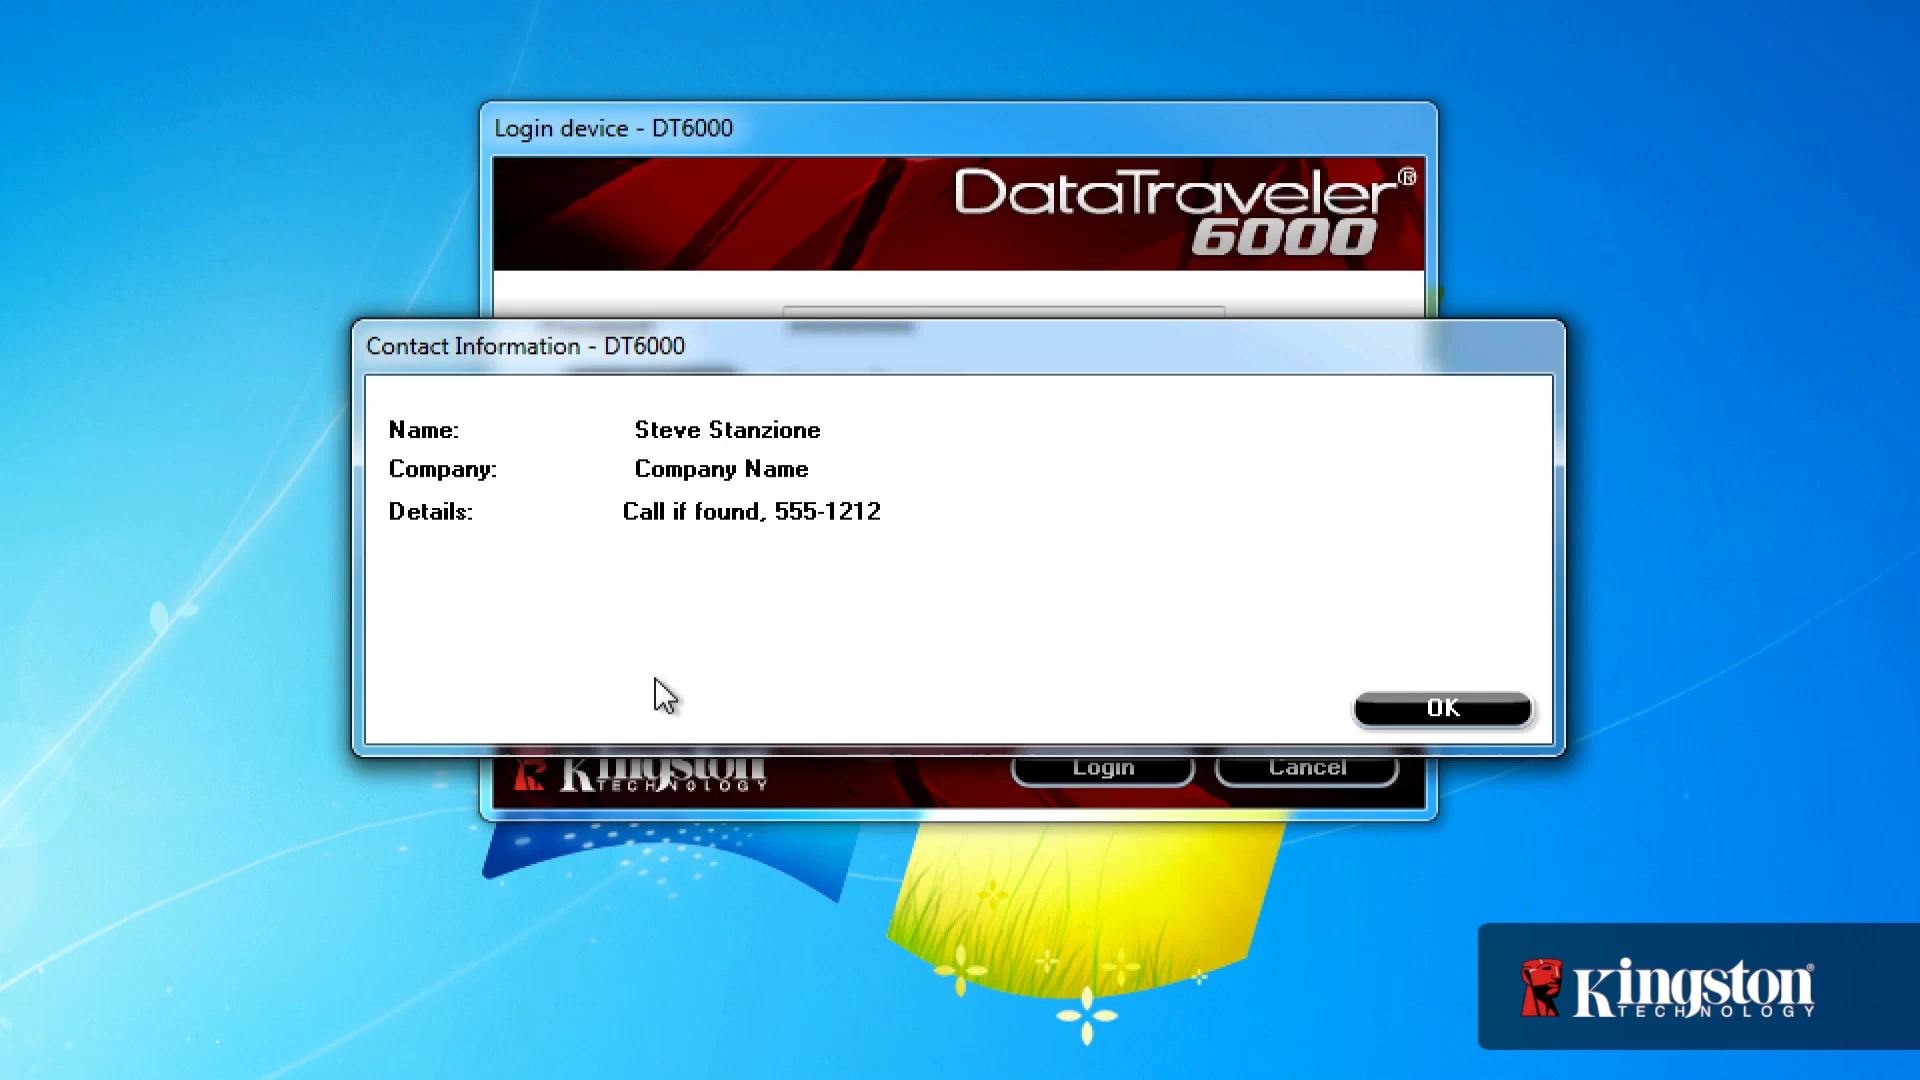 Login device - DT6000
DataTraveler®
6000
Contact Information - DT6000
Name: Steve Stanzione
Company: Company Name
Details: Call if found, 555-1212
OK
Kingston
TECHNOLOGY
Login
Cancel
Kingston®
TECHNOLOGY